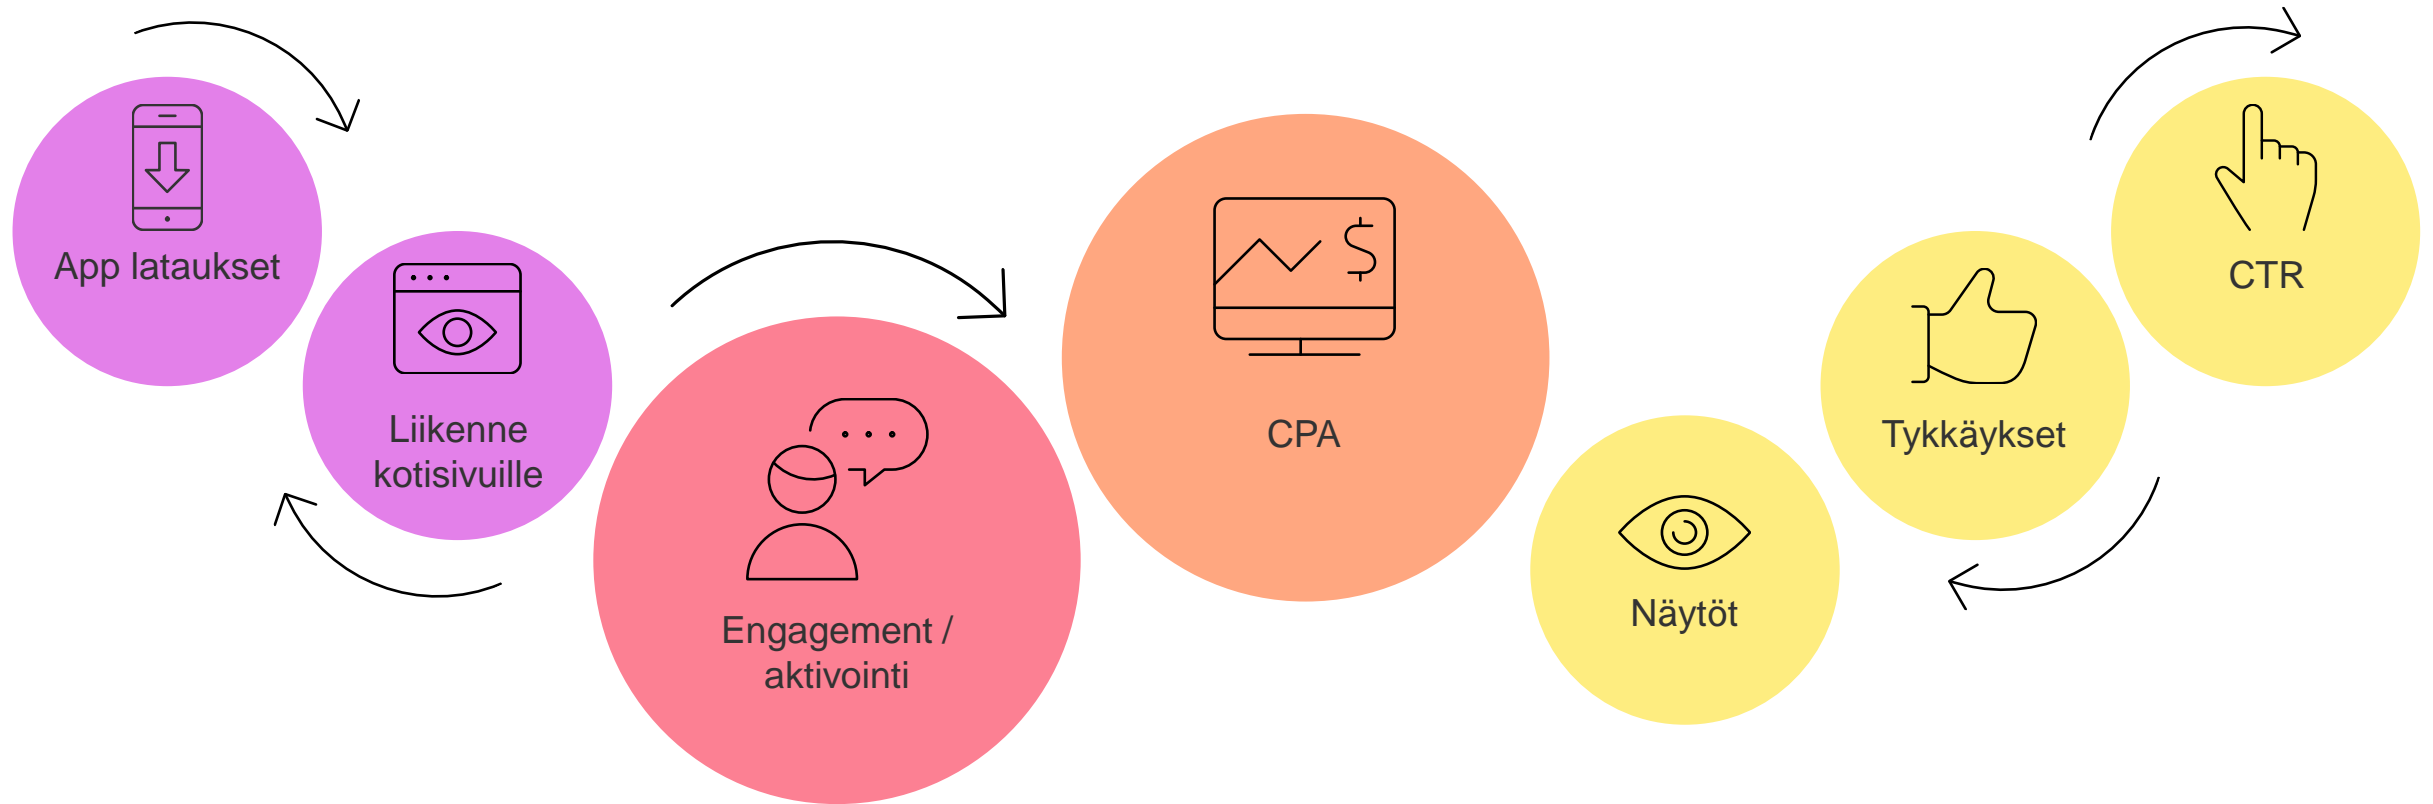 App lataukset
Liikenne
kotisivuille
Engagement /
aktivointi
CPA
Näytöt
Tykkäykset
CTR